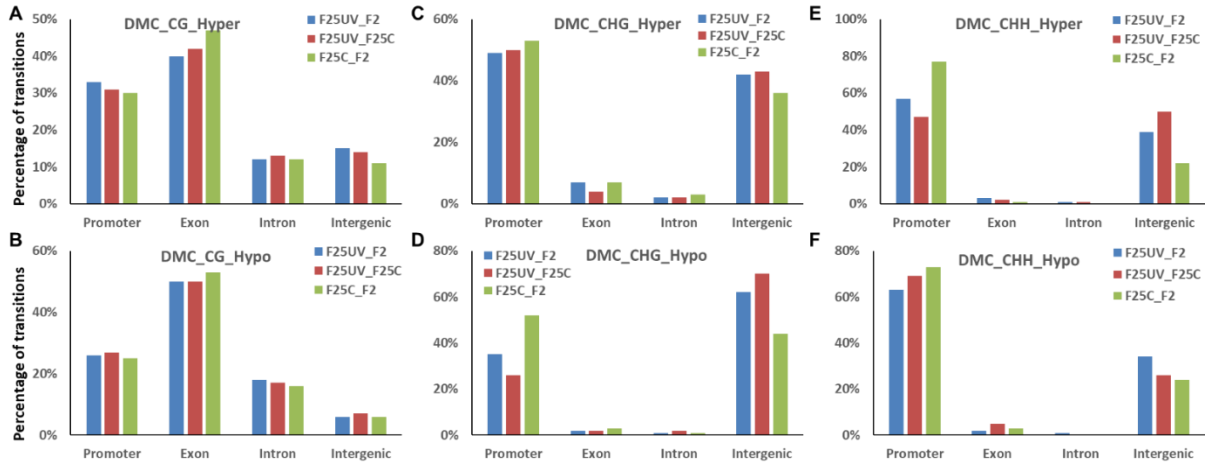 A
DMC_CG_Hyper
Percentage of transitions
50%
40%
30%
20%
10%
0%
F25UV_F2
F25UV_F25C
F25C_F2
Promoter Exon Intron Intergenic
C
DMC_CHG_Hyper
60%
40%
20%
0%
F25UV_F2
F25UV_F25C
F25C_F2
Promoter Exon Intron Intergenic
E
DMC_CHH_Hyper
100%
80%
60%
40%
20%
0%
F25UV_F2
F25UV_F25C
F25C_F2
Promoter Exon Intron Intergenic
B
DMC_CG_Hypo
Percentage of transitions
60%
40%
20%
0%
F25UV_F2
F25UV_F25C
F25C_F2
Promoter Exon Intron Intergenic
D
DMC_CHG_Hypo
80%
60%
40%
20%
0%
F25UV_F2
F25UV_F25C
F25C_F2
Promoter Exon Intron Intergenic
F
DMC_CHH_Hypo
80%
60%
40%
20%
0%
F25UV_F2
F25UV_F25C
F25C_F2
Promoter Exon Intron Intergenic